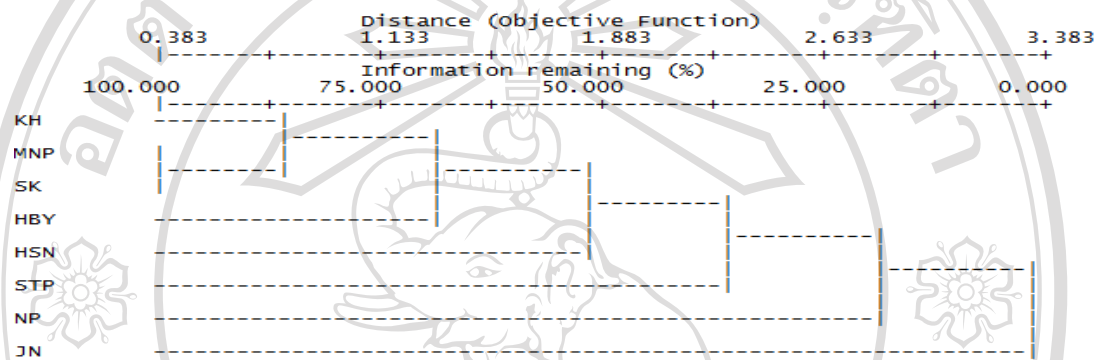 Distance (Objective Function)
0.383 1.133 1.883 2.633 3.383
Information remaining (%)
100.000 75.000 50.000 25.000 0.000
KH
MNP
SK
HBY
HSN
STP
NP
JN